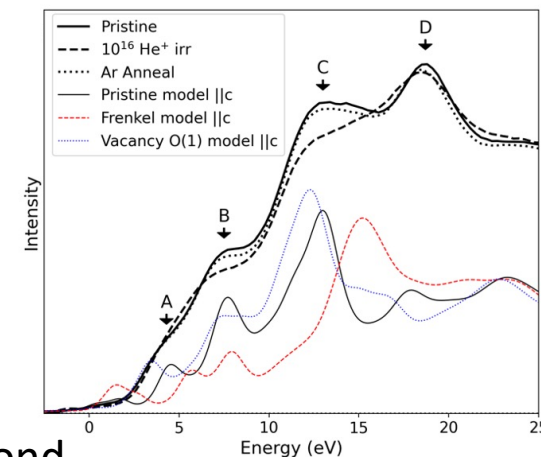 Pristine
10¹⁶ He⁺ irr
Ar Anneal
Pristine model ||c
Frenkel model ||c
Vacancy O(1) model ||c
A
B
C
D
Intensity
0 5 10 15 20 25
Energy (eV)